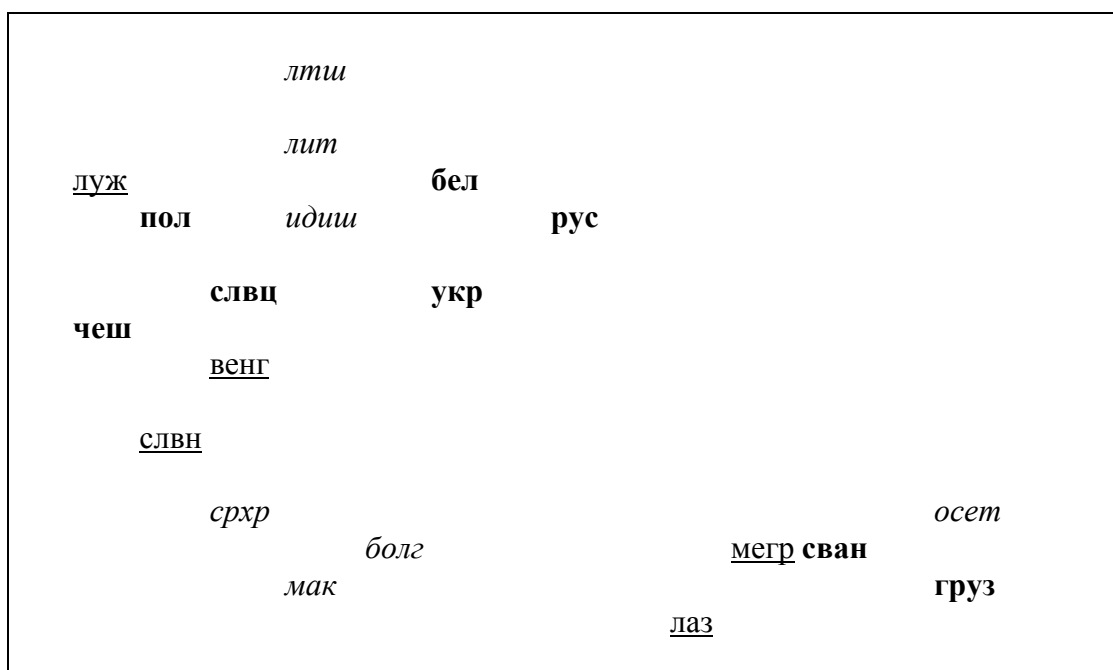 лтш
лит
луж бел
пол идиш рус
слвц укр
чеш
венг
слвн
срхр осет
болг мегр сван
мак груз
лаз